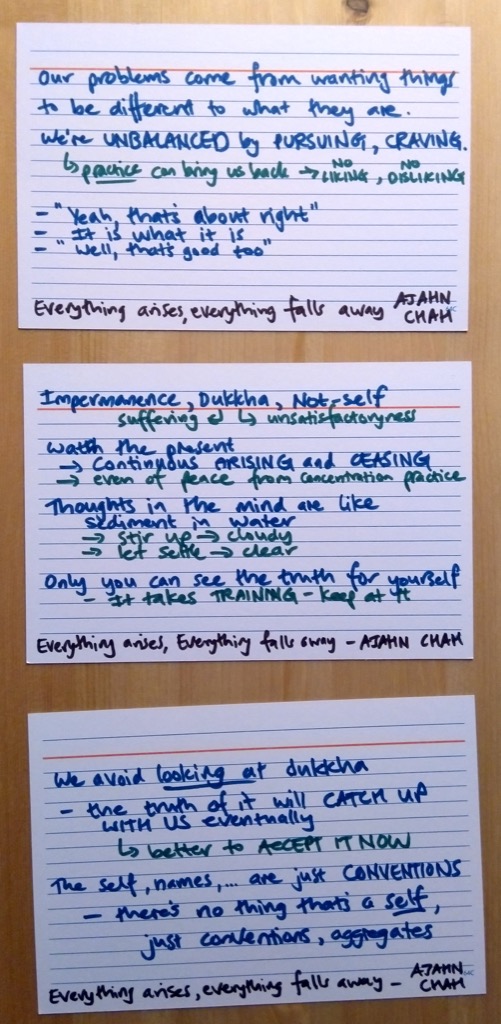 Our problems come from wanting things
to be different to what they are.
We're UNBALANCED by PURSUING, CRAVING.
↳ practice can bring us back → NO LIKING, NO DISLIKING
- "Yeah, that's about right"
- It is what it is
- "Well, that's good too"
Everything arises, everything falls away AJAHN CHAH
Impermanence, Dukkha, Not-self
suffering ↲ ↳ unsatisfactoryness
Watch the present
→ Continuous ARISING and CEASING
→ even of peace from concentration practice
Thoughts in the mind are like
sediment in water
→ stir up → cloudy
→ let settle → clear
Only you can see the truth for yourself
- It takes TRAINING - keep at it
Everything arises, Everything falls away - AJAHN CHAH
We avoid looking at dukkha
- the truth of it will CATCH UP
WITH US eventually
↳ better to ACCEPT IT NOW
The self, names, ... are just CONVENTIONS
- there's no thing that's a self,
just conventions, aggregates
Everything arises, everything falls away - AJAHN CHAH